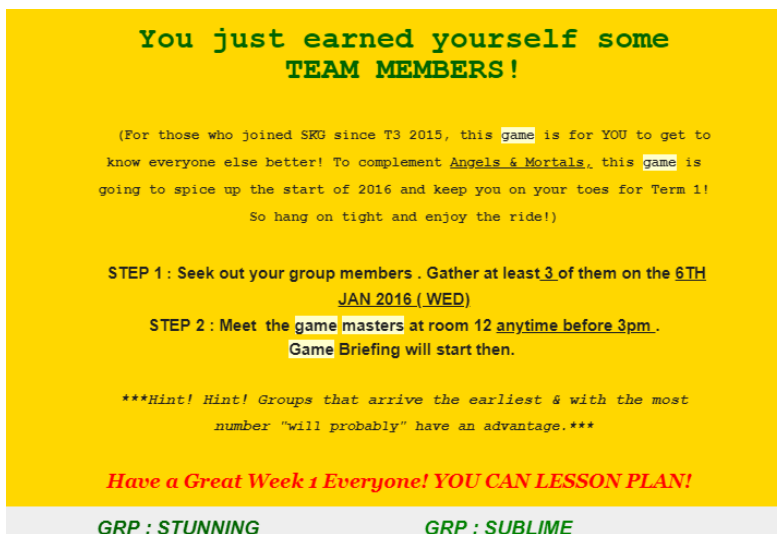 You just earned yourself some
TEAM MEMBERS!
(For those who joined SKG since T3 2015, this game is for YOU to get to
know everyone else better! To complement Angels & Mortals, this game is
going to spice up the start of 2016 and keep you on your toes for Term 1!
So hang on tight and enjoy the ride!)
STEP 1 : Seek out your group members . Gather at least 3 of them on the 6TH
JAN 2016 ( WED)
STEP 2 : Meet the game masters at room 12 anytime before 3pm .
Game Briefing will start then.
***Hint! Hint! Groups that arrive the earliest & with the most
number "will probably" have an advantage.***
Have a Great Week 1 Everyone! YOU CAN LESSON PLAN!
GRP : STUNNING GRP : SUBLIME